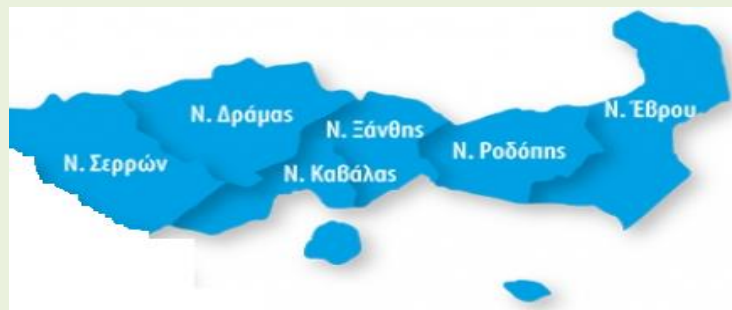 Ν. Έβρου
Ν. Δράμας
Ν. Ξάνθης
Ν. Ροδόπης
Ν. Σερρών
Ν. Καβάλας